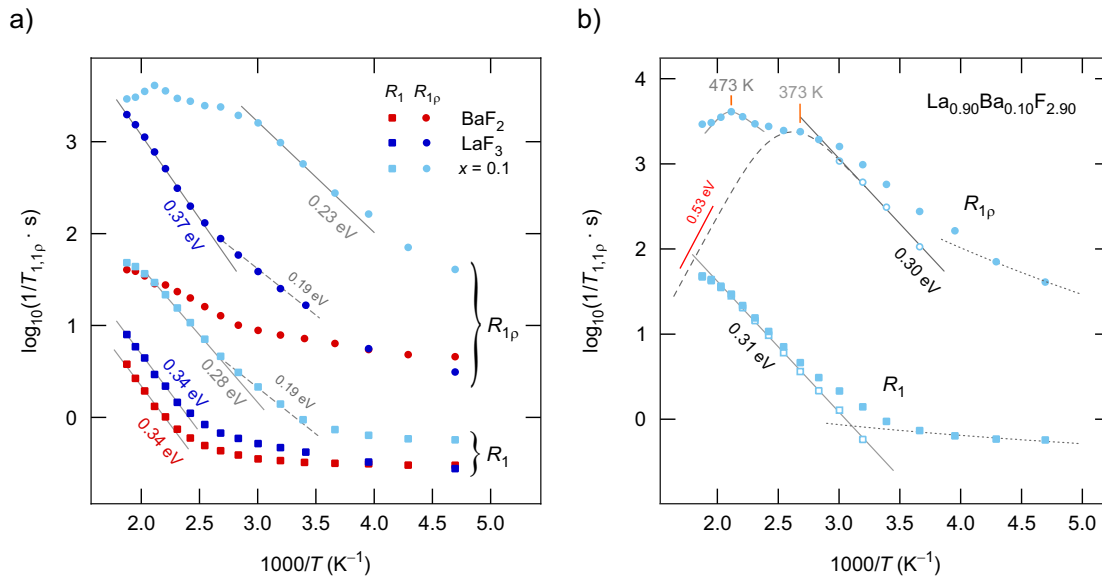 a)
log₁₀(1/T₁,₁ρ · s)
3
2
1
0
2.0 2.5 3.0 3.5 4.0 4.5 5.0
1000/T (K⁻¹)
R₁ R₁ρ
BaF₂
LaF₃
x = 0.1
0.23 eV
0.37 eV
0.19 eV
0.28 eV
0.19 eV
0.34 eV
0.34 eV
R₁ρ
R₁
b)
log₁₀(1/T₁,₁ρ · s)
4
3
2
1
0
2.0 2.5 3.0 3.5 4.0 4.5 5.0
1000/T (K⁻¹)
473 K
373 K
La₀.₉₀Ba₀.₁₀F₂.₉₀
0.53 eV
R₁ρ
0.30 eV
0.31 eV
R₁